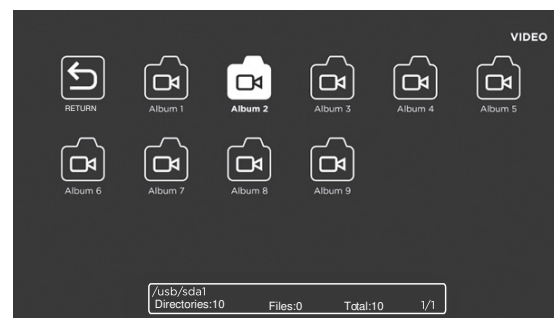 VIDEO
RETURN Album 1 Album 2 Album 3 Album 4 Album 5
Album 6 Album 7 Album 8 Album 9
/usb/sda1
Directories:10 Files:0 Total:10 1/1